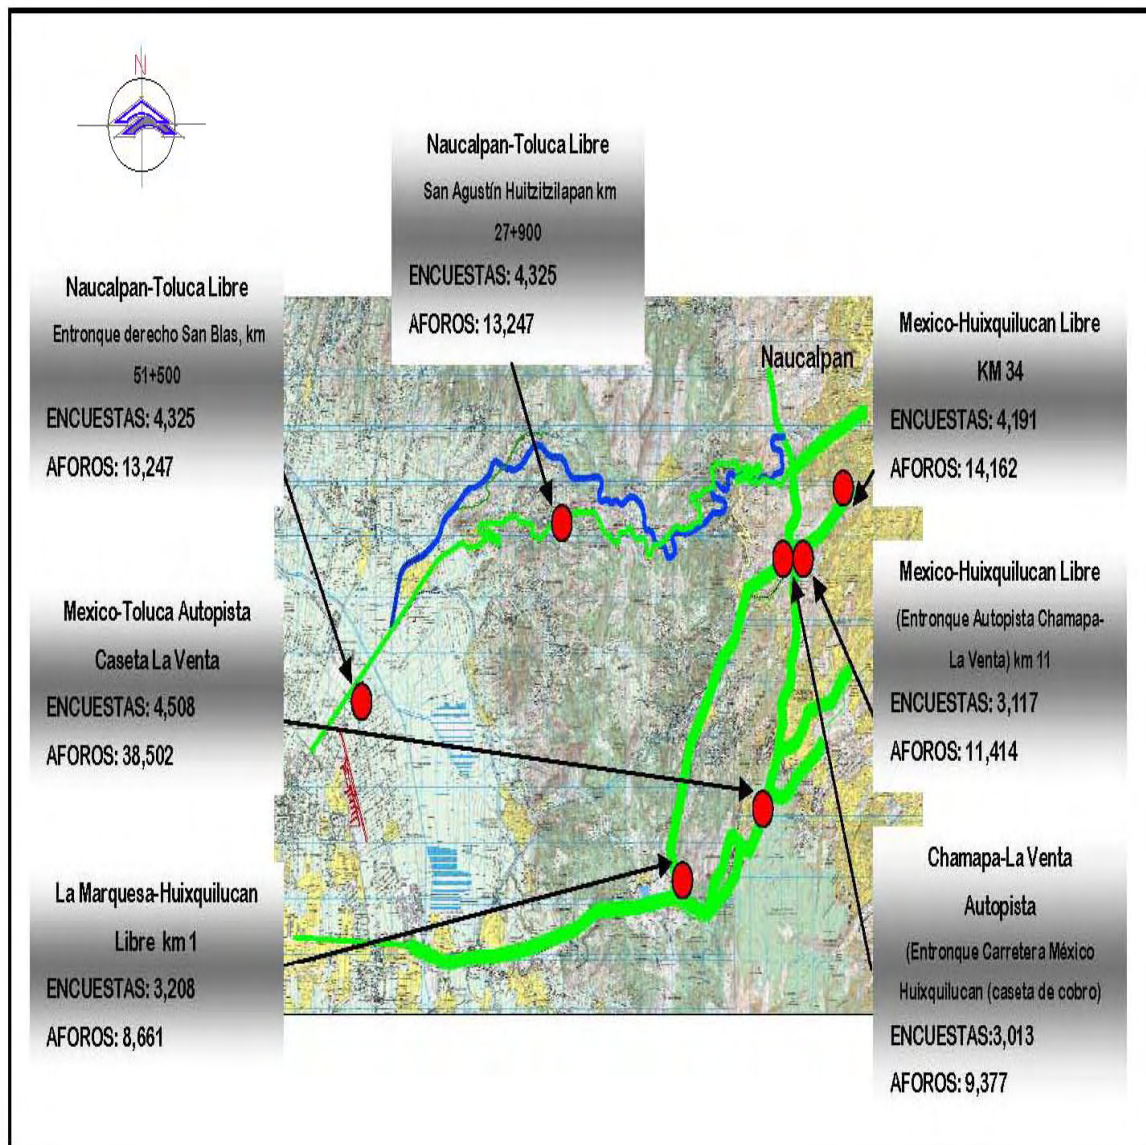 N
Naucalpan-Toluca Libre
San Agustín Huitzitzilapan km
27+900
ENCUESTAS: 4,325
AFOROS: 13,247
Naucalpan-Toluca Libre
Entronque derecho San Blas, km
51+500
ENCUESTAS: 4,325
AFOROS: 13,247
Mexico-Toluca Autopista
Caseta La Venta
ENCUESTAS: 4,508
AFOROS: 38,502
La Marquesa-Huixquilucan
Libre km 1
ENCUESTAS: 3,208
AFOROS: 8,661
Naucalpan
Mexico-Huixquilucan Libre
KM 34
ENCUESTAS: 4,191
AFOROS: 14,162
Mexico-Huixquilucan Libre
(Entronque Autopista Chamapa-
La Venta) km 11
ENCUESTAS: 3,117
AFOROS: 11,414
Chamapa-La Venta
Autopista
(Entronque Carretera México
Huixquilucan (caseta de cobro)
ENCUESTAS:3,013
AFOROS: 9,377